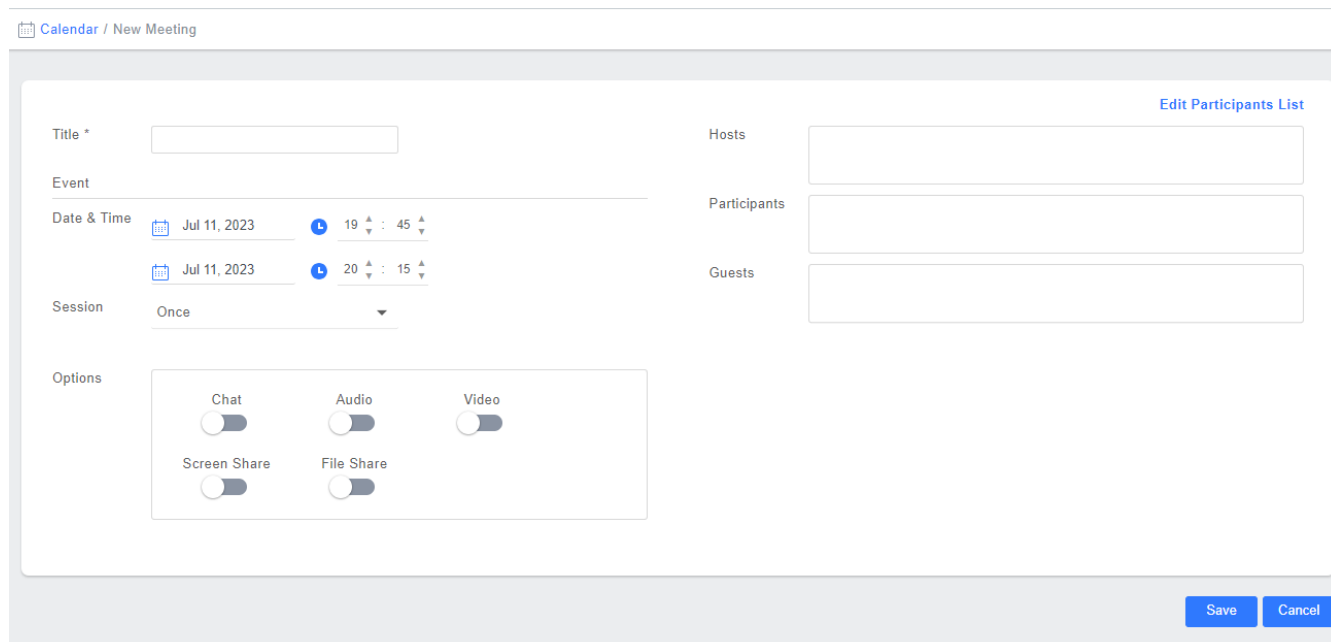 Calendar / New Meeting
Edit Participants List
Title *
Hosts
Event
Participants
Date & Time
Jul 11, 2023 19 : 45
Jul 11, 2023 20 : 15
Guests
Session
Once
Options
Chat Audio Video
Screen Share File Share
Save Cancel